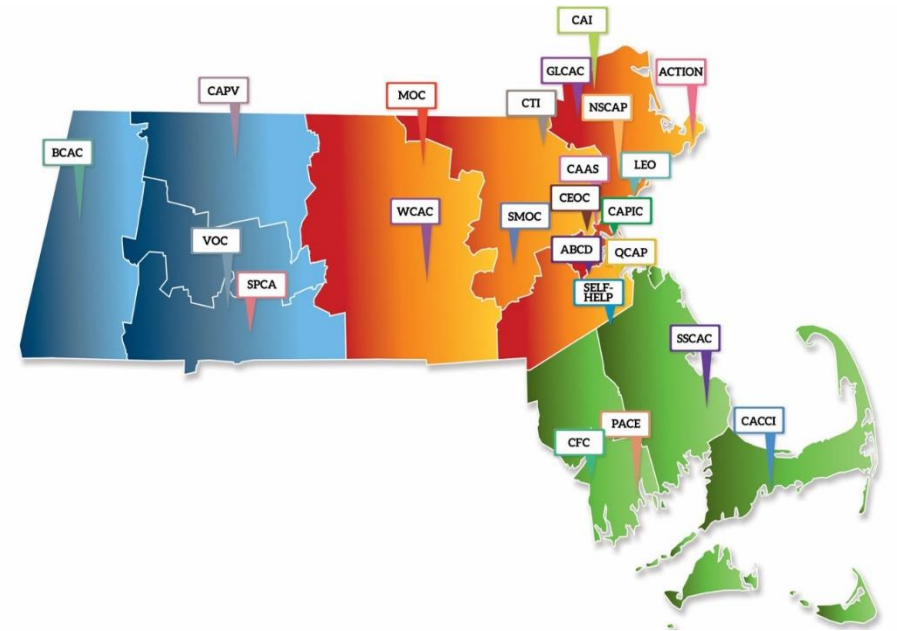 CAI
GLCAC
ACTION
CAPV
MOC
CTI
NSCAP
BCAC
CAAS
LEO
CEOC
WCAC
SMOC
CAPIC
VOC
ABCD
QCAP
SPCA
SELF-
HELP
SSCAC
PACE
CACCI
CFC